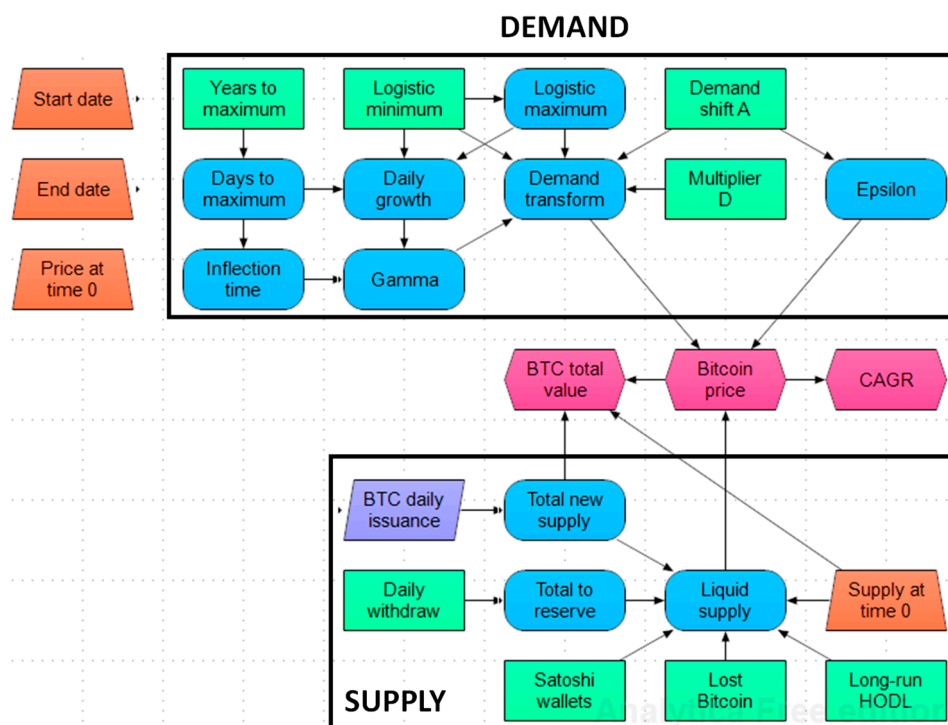 DEMAND
Start date
Years to
maximum
Logistic
minimum
Logistic
maximum
Demand
shift A
End date
Days to
maximum
Daily
growth
Demand
transform
Multiplier
D
Epsilon
Price at
time 0
Inflection
time
Gamma
BTC total
value
Bitcoin
price
CAGR
BTC daily
issuance
Total new
supply
Daily
withdraw
Total to
reserve
Liquid
supply
Supply at
time 0
Satoshi
wallets
Lost
Bitcoin
Long-run
HODL
SUPPLY
Analytica Free edition